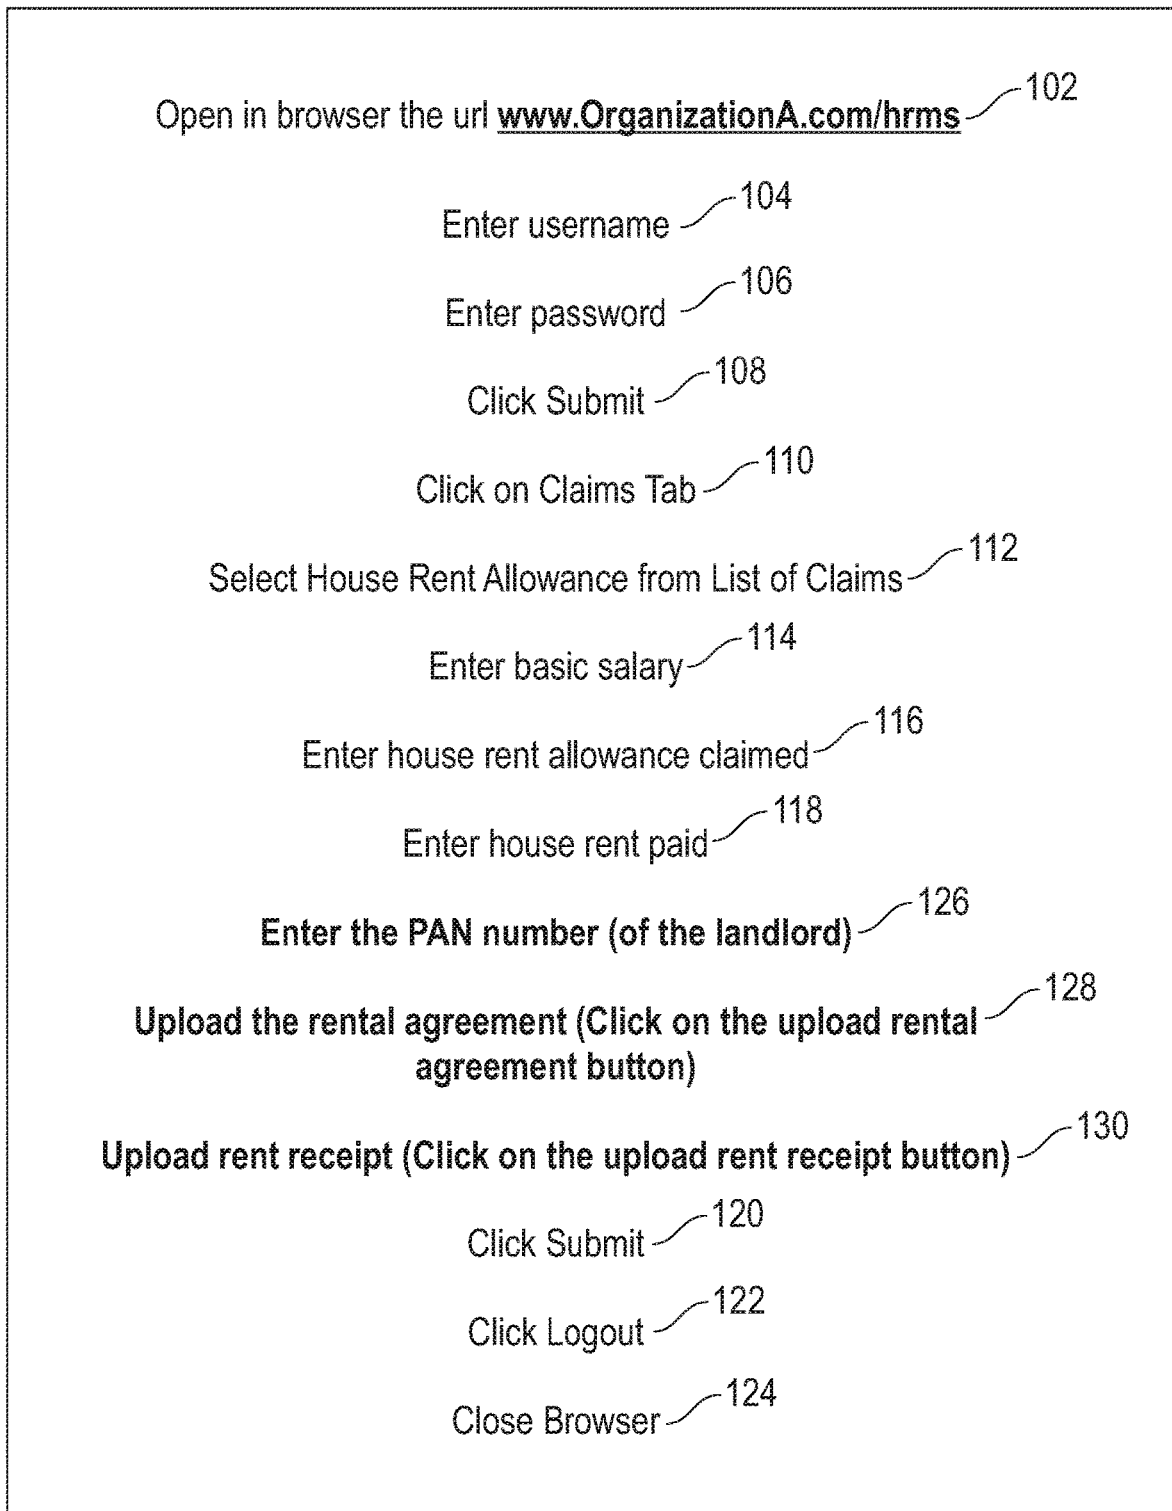 Open in browser the url www.OrganizationA.com/hrms 102
Enter username 104
Enter password 106
Click Submit 108
Click on Claims Tab 110
Select House Rent Allowance from List of Claims 112
Enter basic salary 114
Enter house rent allowance claimed 116
Enter house rent paid 118
Enter the PAN number (of the landlord) 126
Upload the rental agreement (Click on the upload rental 128
agreement button)
Upload rent receipt (Click on the upload rent receipt button) 130
Click Submit 120
Click Logout 122
Close Browser 124